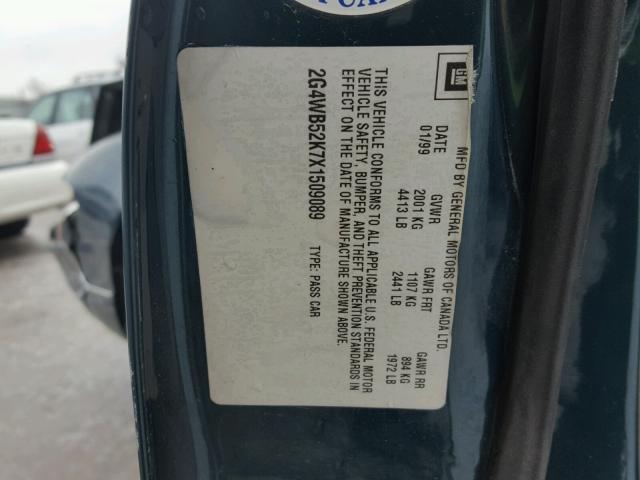 GM
MFD BY GENERAL MOTORS OF CANADA LTD.
DATE GVWR GAWR FRT GAWR RR
01/99 2001 KG 1107 KG 894 KG
4413 LB 2441 LB 1972 LB
THIS VEHICLE CONFORMS TO ALL APPLICABLE U.S. FEDERAL MOTOR
VEHICLE SAFETY, BUMPER, AND THEFT PREVENTION STANDARDS IN
EFFECT ON THE DATE OF MANUFACTURE SHOWN ABOVE.
2G4WB52K7X1509089 TYPE: PASS CAR